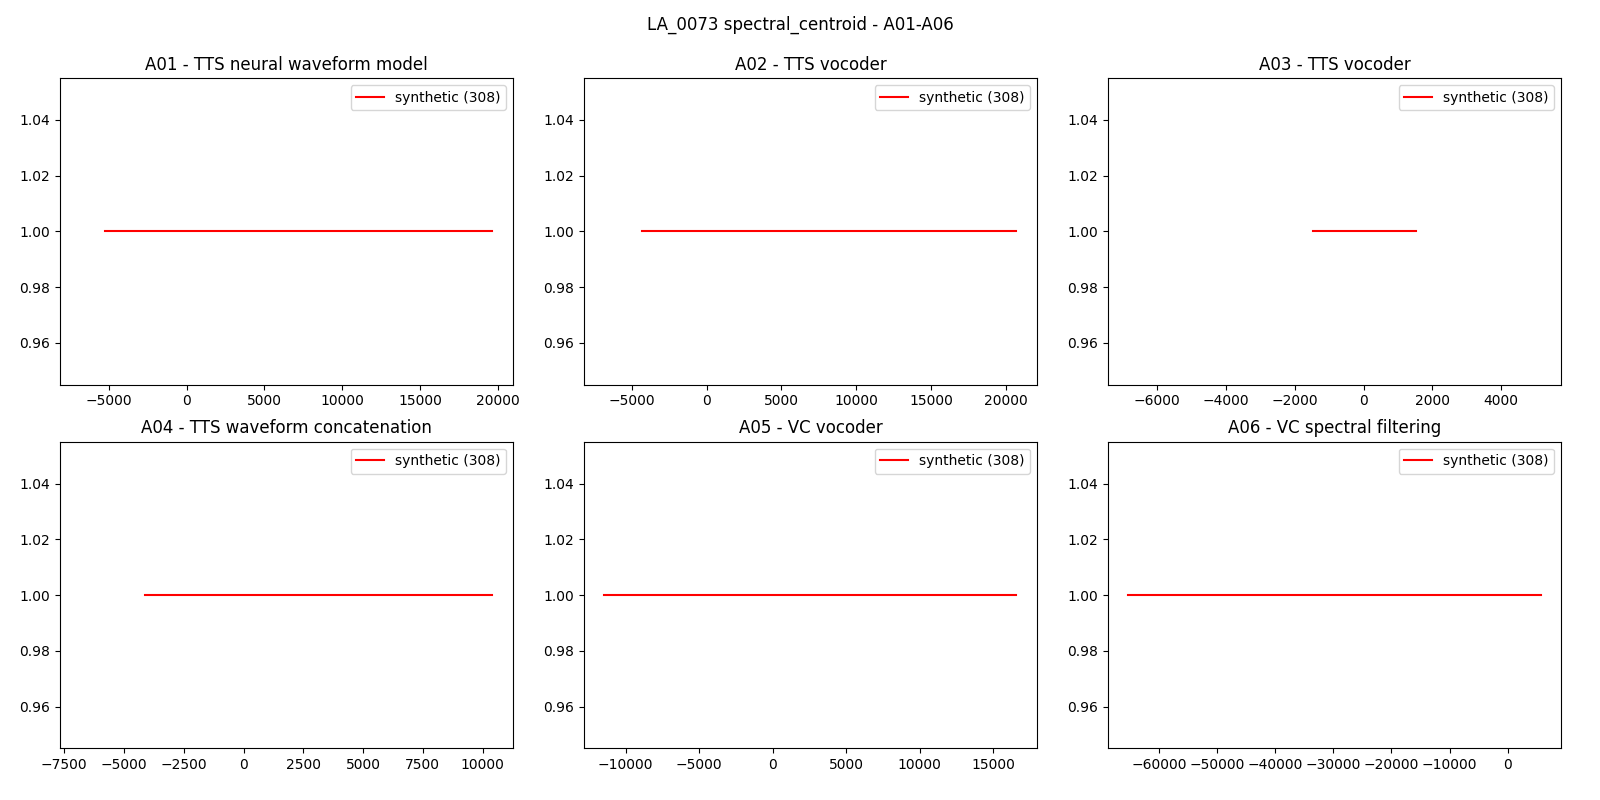 LA_0073 spectral_centroid - A01-A06
A01 - TTS neural waveform model
A02 - TTS vocoder
A03 - TTS vocoder
synthetic (308)
synthetic (308)
synthetic (308)
1.04
1.02
1.00
0.98
0.96
1.04
1.02
1.00
0.98
0.96
1.04
1.02
1.00
0.98
0.96
−5000 0 5000 10000 15000 20000
−5000 0 5000 10000 15000 20000
−6000 −4000 −2000 0 2000 4000
A04 - TTS waveform concatenation
A05 - VC vocoder
A06 - VC spectral filtering
synthetic (308)
synthetic (308)
synthetic (308)
1.04
1.02
1.00
0.98
0.96
1.04
1.02
1.00
0.98
0.96
1.04
1.02
1.00
0.98
0.96
−7500 −5000 −2500 0 2500 5000 7500 10000
−10000 −5000 0 5000 10000 15000
−60000 −50000 −40000 −30000 −20000 −10000 0